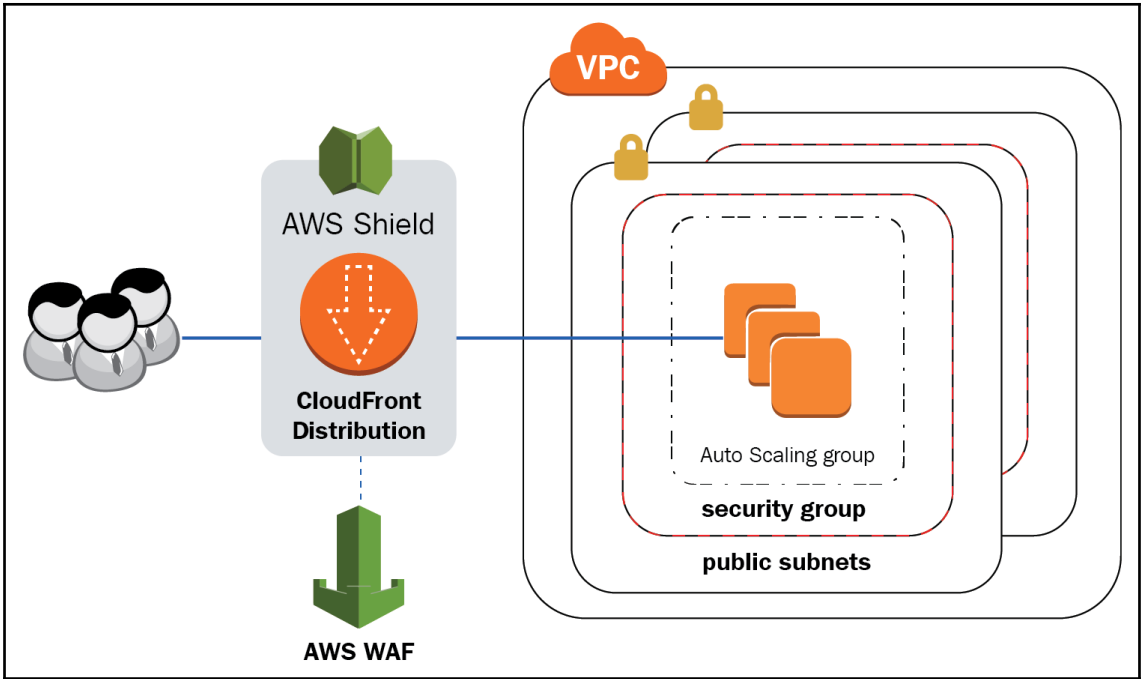 VPC
AWS Shield
CloudFront
Distribution
AWS WAF
Auto Scaling group
security group
public subnets